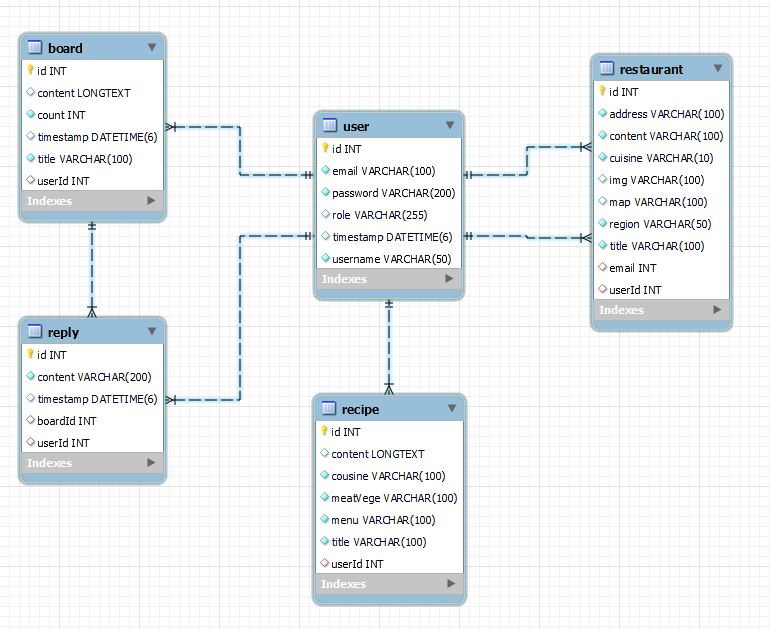 board
id INT
content LONGTEXT
count INT
timestamp DATETIME(6)
title VARCHAR(100)
userId INT
Indexes
reply
id INT
content VARCHAR(200)
timestamp DATETIME(6)
boardId INT
userId INT
Indexes
user
id INT
email VARCHAR(100)
password VARCHAR(200)
role VARCHAR(255)
timestamp DATETIME(6)
username VARCHAR(50)
Indexes
recipe
id INT
content LONGTEXT
cousine VARCHAR(100)
meatVege VARCHAR(100)
menu VARCHAR(100)
title VARCHAR(100)
userId INT
Indexes
restaurant
id INT
address VARCHAR(100)
content VARCHAR(100)
cuisine VARCHAR(10)
img VARCHAR(100)
map VARCHAR(100)
region VARCHAR(50)
title VARCHAR(100)
email INT
userId INT
Indexes